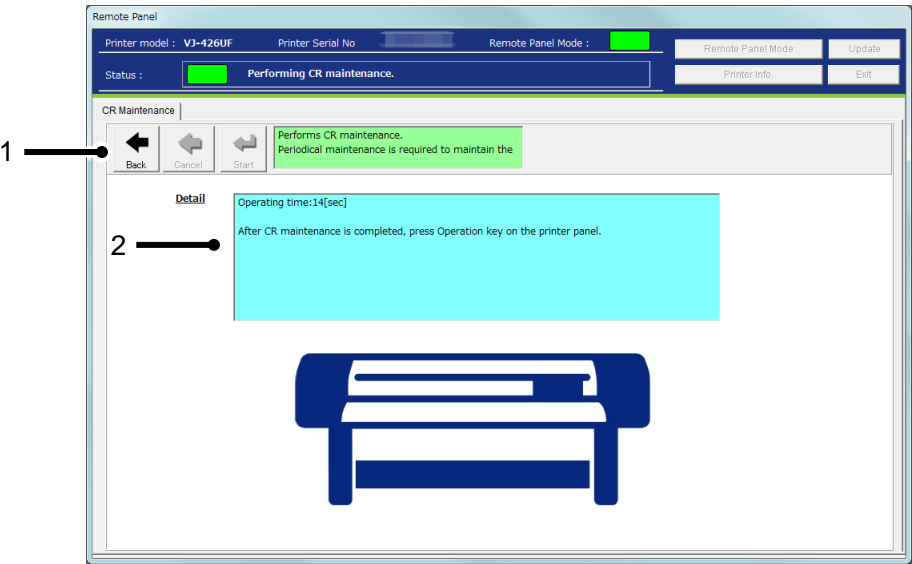 Remote Panel
Printer model : VJ-426UF Printer Serial No Remote Panel Mode : Remote Panel Mode Update
Status : Performing CR maintenance. Printer Info. Exit
CR Maintenance
1
Back Cancel Start
Performs CR maintenance.
Periodical maintenance is required to maintain the
Detail
Operating time:14[sec]
2
After CR maintenance is completed, press Operation key on the printer panel.